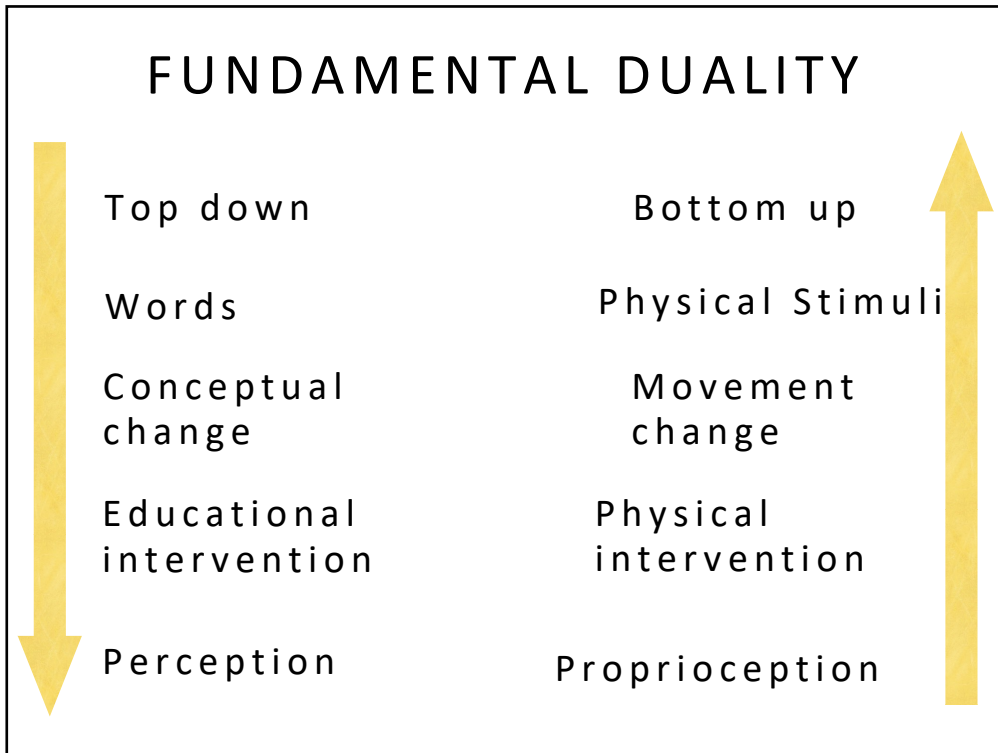 FUNDAMENTAL DUALITY
Top down
Bottom up
Words
Physical Stimuli
Conceptual
change
Movement
change
Educational
intervention
Physical
intervention
Perception
Proprioception